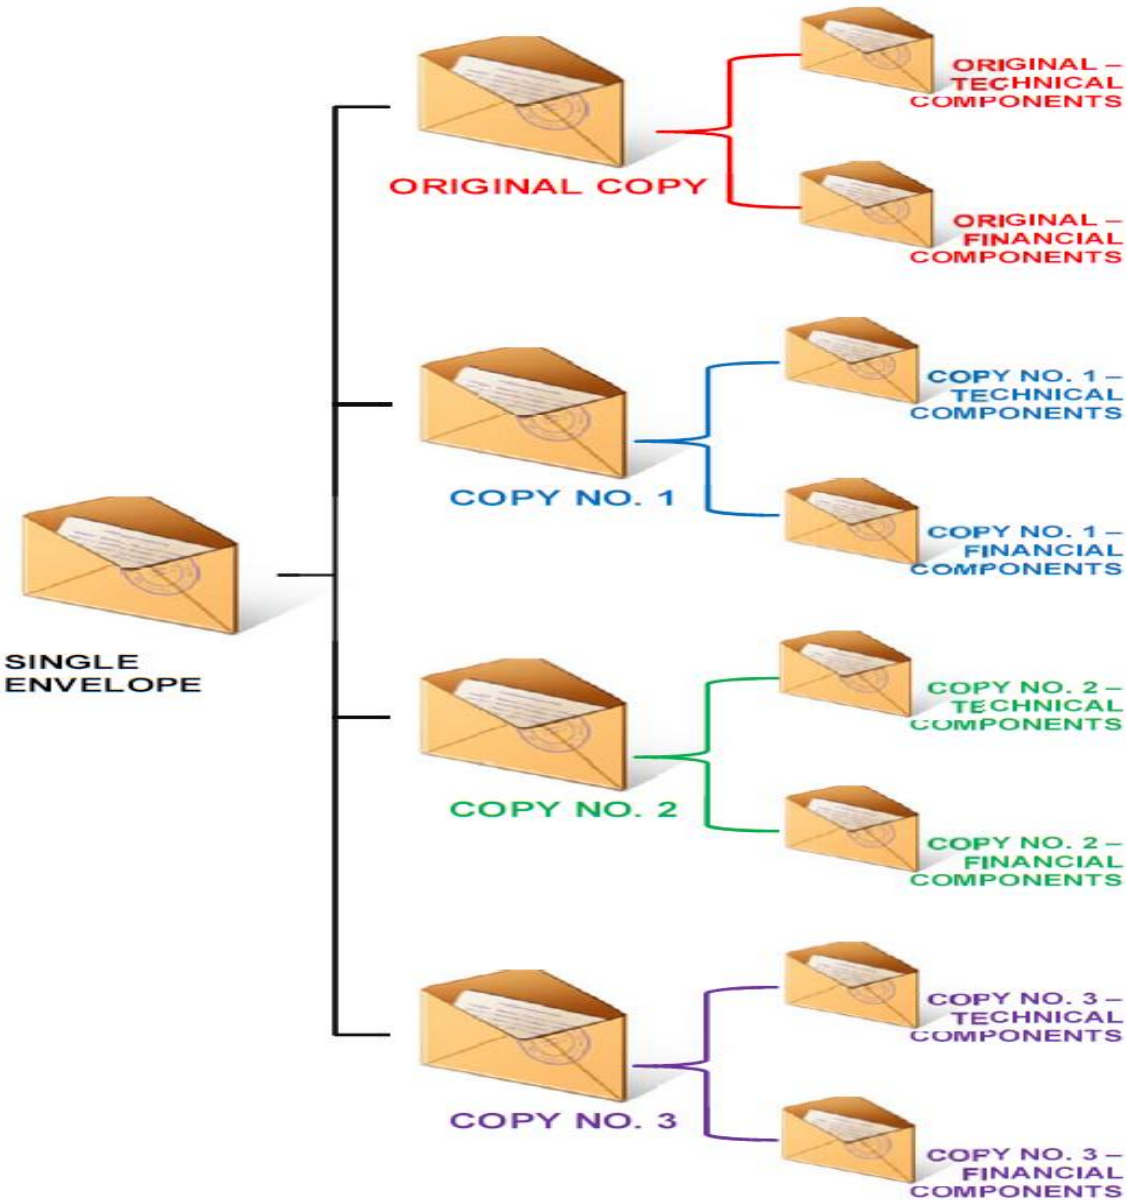 ORIGINAL –
TECHNICAL
COMPONENTS
ORIGINAL COPY
ORIGINAL –
FINANCIAL
COMPONENTS
COPY NO. 1 –
TECHNICAL
COMPONENTS
COPY NO. 1
COPY NO. 1 –
FINANCIAL
COMPONENTS
SINGLE
ENVELOPE
COPY NO. 2 –
TECHNICAL
COMPONENTS
COPY NO. 2
COPY NO. 2 –
FINANCIAL
COMPONENTS
COPY NO. 3 –
TECHNICAL
COMPONENTS
COPY NO. 3
COPY NO. 3 –
FINANCIAL
COMPONENTS